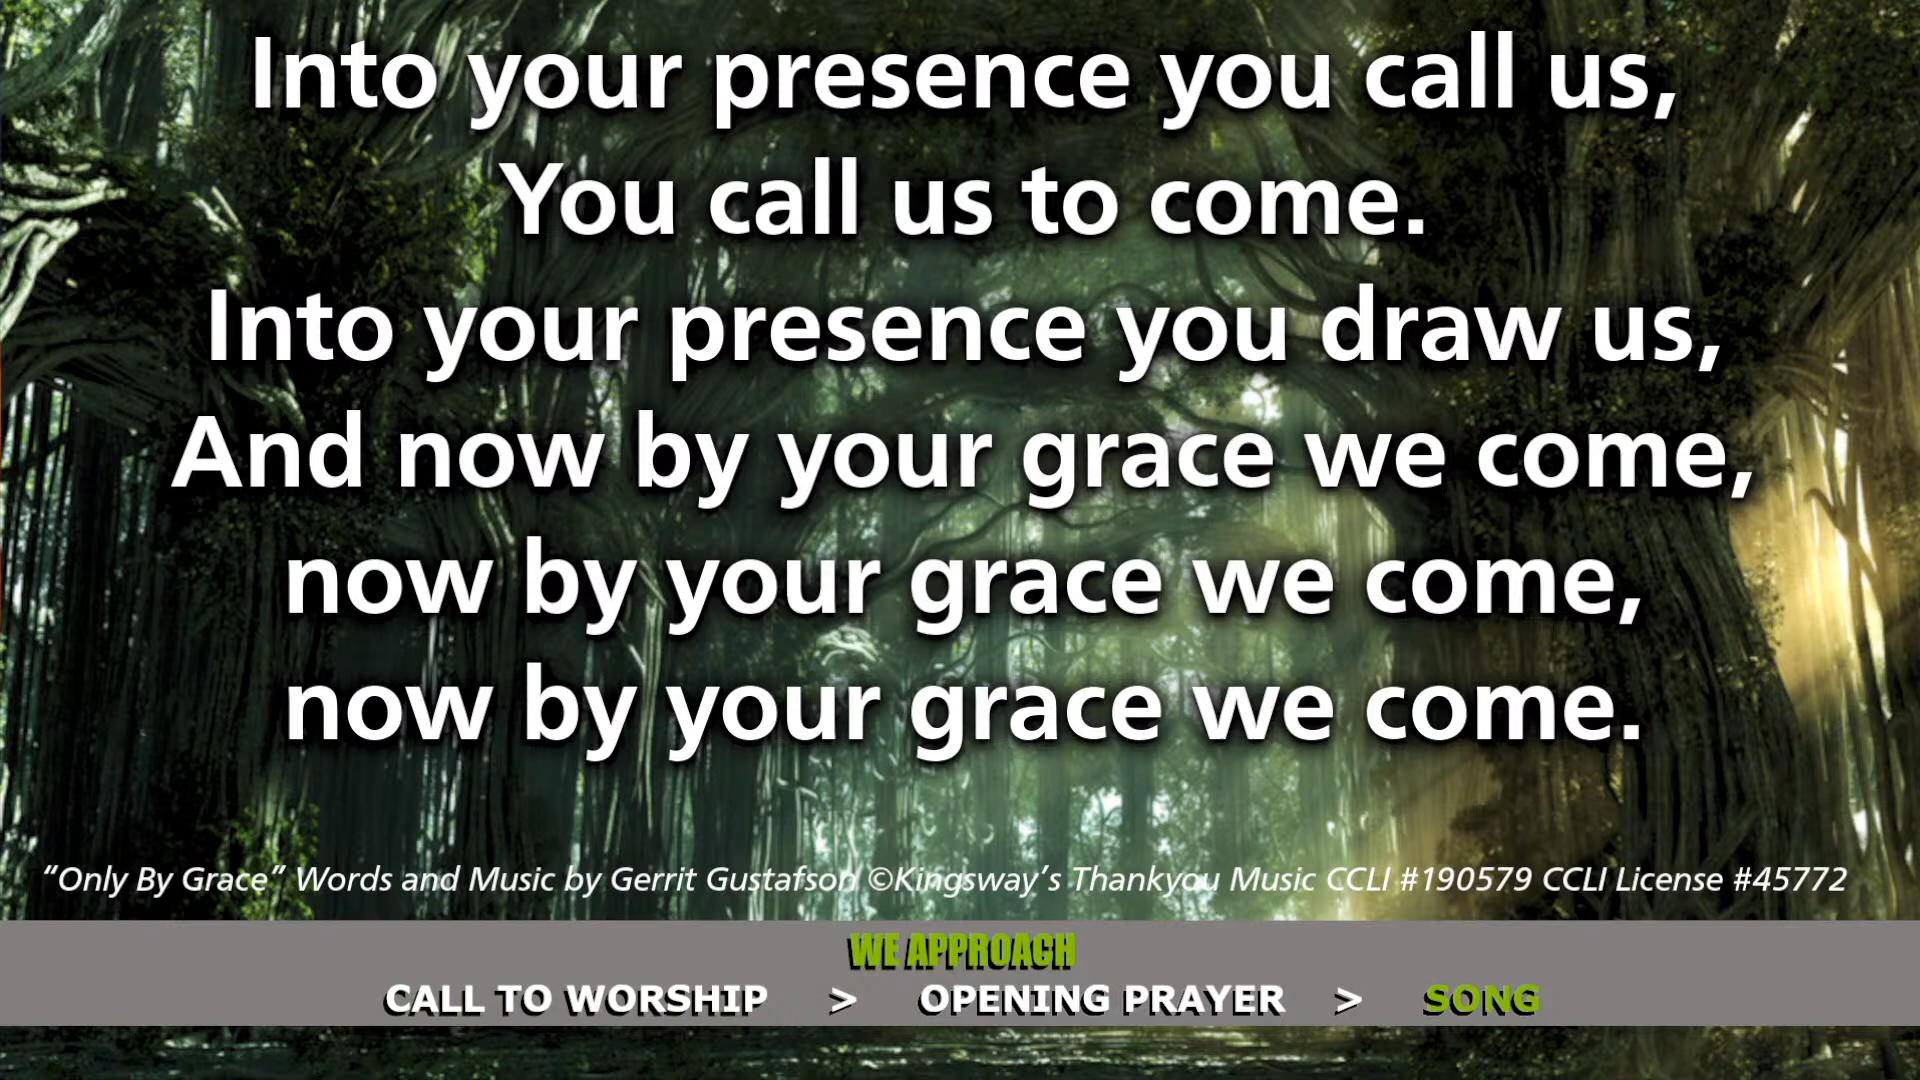 Into your presence you call us,
You call us to come.
Into your presence you draw us,
And now by your grace we come,
now by your grace we come,
now by your grace we come.
“Only By Grace” Words and Music by Gerrit Gustafson ©Kingsway’s Thankyou Music CCLI #190579 CCLI License #45772
WE APPROACH
CALL TO WORSHIP > OPENING PRAYER > SONG